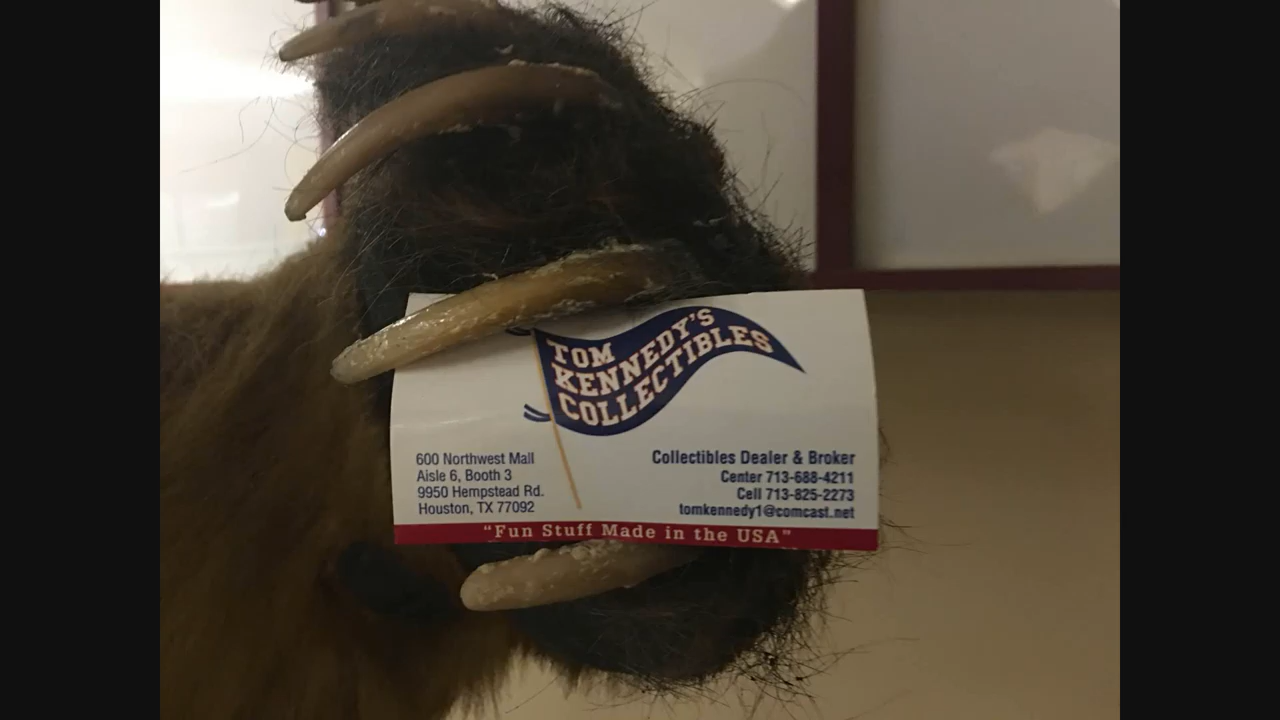 TOM
KENNEDY'S
COLLECTIBLES
600 Northwest Mall
Aisle 6, Booth 3
9950 Hempstead Rd.
Houston, TX 77092
Collectibles Dealer & Broker
Center 713-688-4211
Cell 713-825-2273
tomkennedy1@comcast.net
"Fun Stuff Made in the USA"